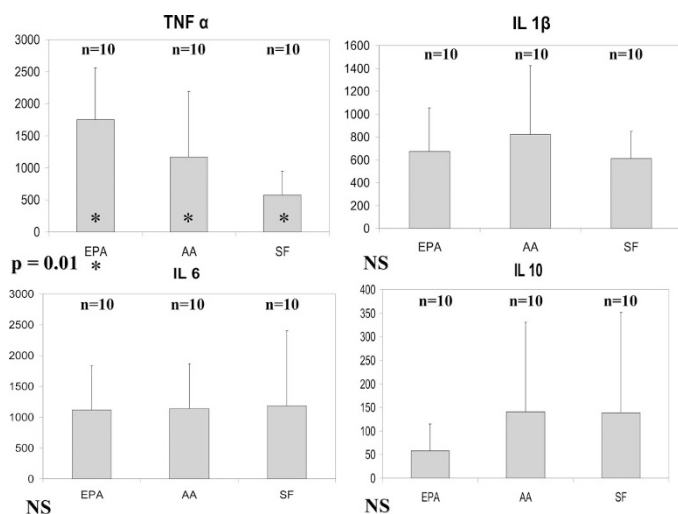 TNF α
n=10 n=10 n=10
3000
2500
2000
1500
1000
500
0
* * *
EPA AA SF
p = 0.01 *
IL 1β
n=10 n=10 n=10
1600
1400
1200
1000
800
600
400
200
0
EPA AA SF
NS
IL 6
n=10 n=10 n=10
3000
2500
2000
1500
1000
500
0
EPA AA SF
NS
IL 10
n=10 n=10 n=10
400
350
300
250
200
150
100
50
0
EPA AA SF
NS